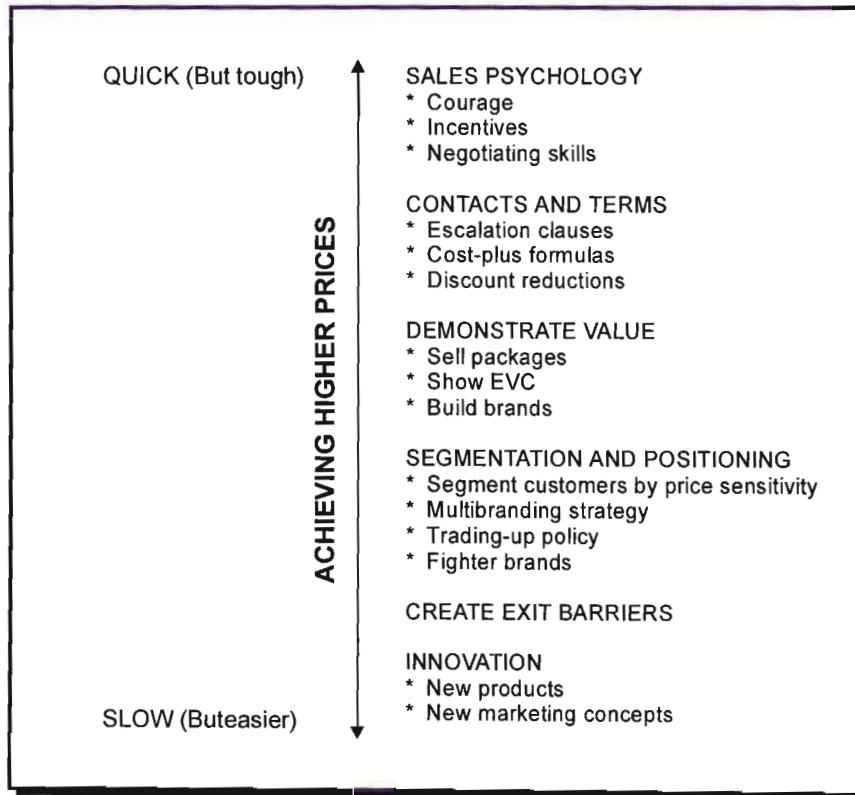 QUICK (But tough)
SALES PSYCHOLOGY
* Courage
* Incentives
* Negotiating skills
CONTACTS AND TERMS
* Escalation clauses
* Cost-plus formulas
* Discount reductions
ACHIEVING HIGHER PRICES
DEMONSTRATE VALUE
* Sell packages
* Show EVC
* Build brands
SEGMENTATION AND POSITIONING
* Segment customers by price sensitivity
* Multibranding strategy
* Trading-up policy
* Fighter brands
CREATE EXIT BARRIERS
INNOVATION
* New products
* New marketing concepts
SLOW (Buteasier)